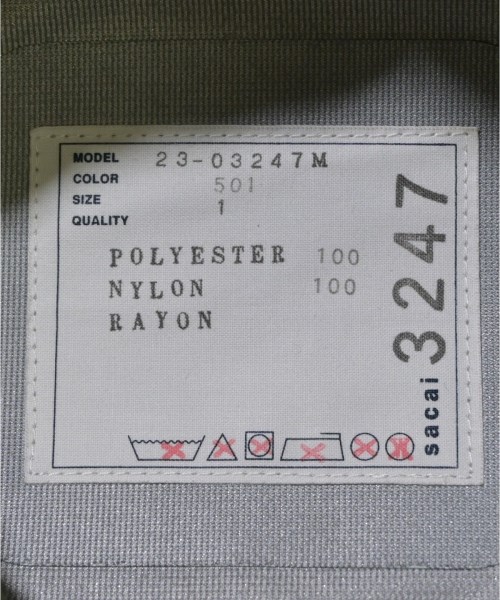 MODEL 23-03247M
COLOR 501
SIZE 1
QUALITY
POLYESTER 100
NYLON 100
RAYON
sacai 3247